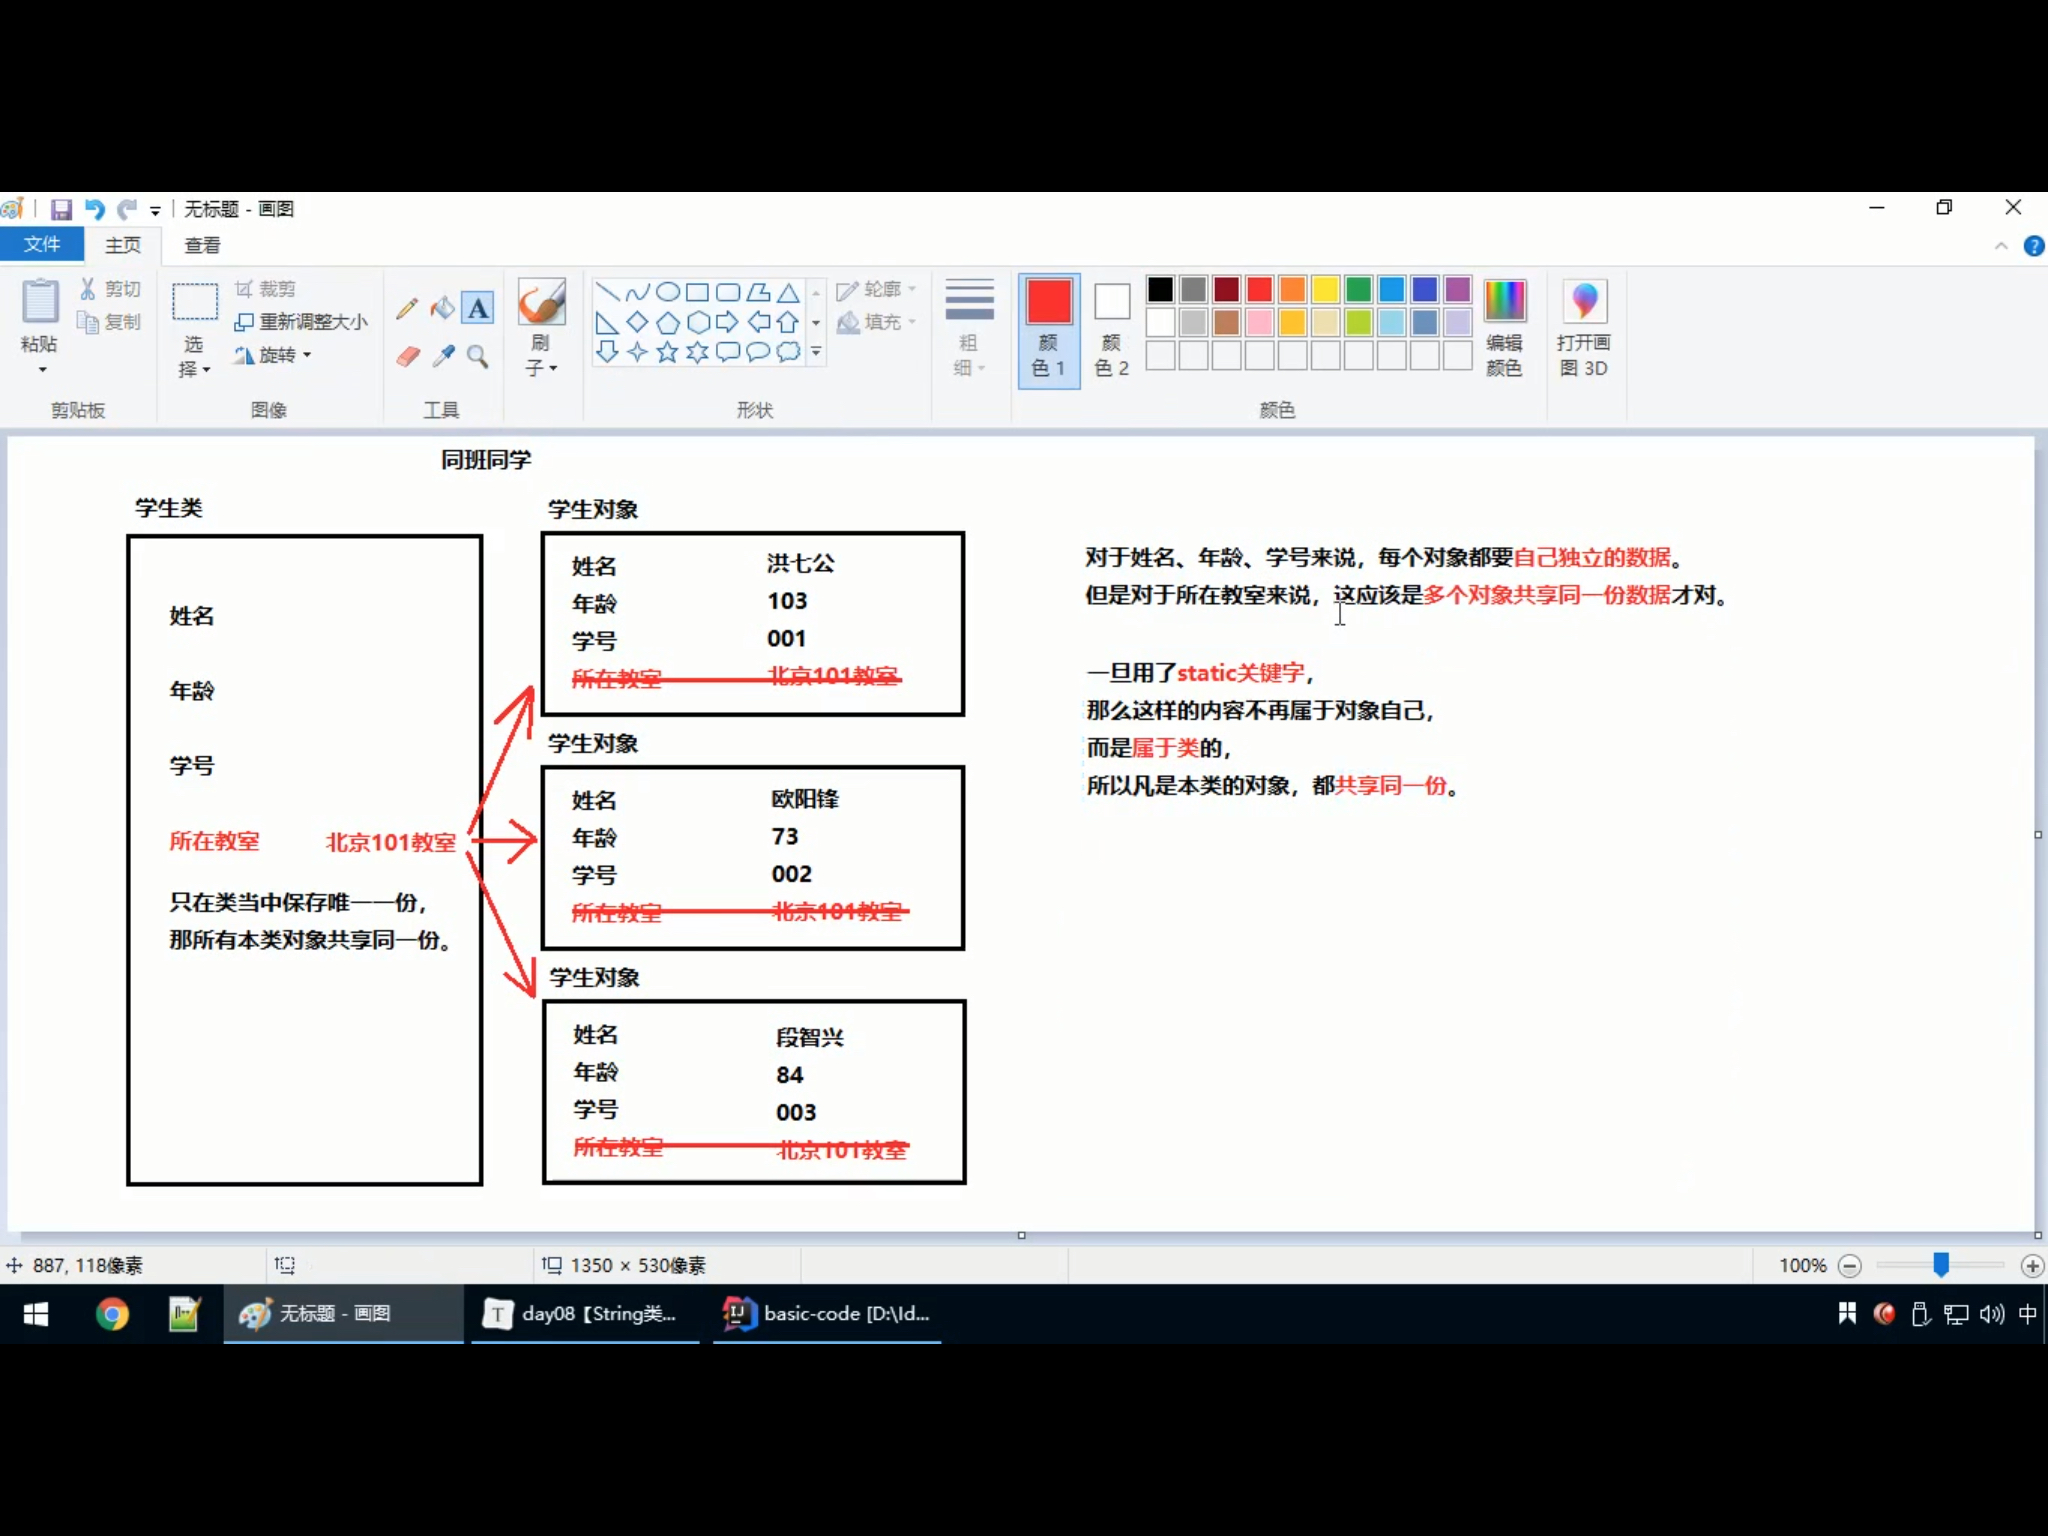 无标题 - 画图
文件 主页 查看
粘贴
剪切
复制
剪贴板
选择
裁剪
重新调整大小
旋转
图像
A
工具
刷子
轮廓
填充
形状
粗细
颜色 1
颜色 2
编辑颜色
颜色
打开画图 3D
同班同学
学生类
姓名
年龄
学号
所在教室 北京101教室
只在类当中保存唯一一份，
那所有本类对象共享同一份。
学生对象
姓名 洪七公
年龄 103
学号 001
所在教室 北京101教室
学生对象
姓名 欧阳锋
年龄 73
学号 002
所在教室 北京101教室
学生对象
姓名 段智兴
年龄 84
学号 003
所在教室 北京101教室
对于姓名、年龄、学号来说，每个对象都要自己独立的数据。
但是对于所在教室来说，这应该是多个对象共享同一份数据才对。
一旦用了static关键字，
那么这样的内容不再属于对象自己，
而是属于类的，
所以凡是本类的对象，都共享同一份。
887, 118像素
1350 × 530像素
100%
无标题 - 画图
T day08【String类...
IJ basic-code [D:\Id...
中